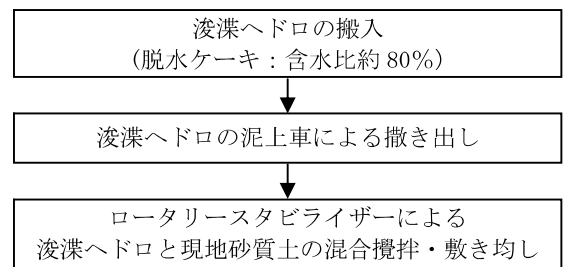 浚渫ヘドロの搬入
（脱水ケーキ：含水比約 80％）
浚渫ヘドロの泥上車による撒き出し
ロータリースタビライザーによる
浚渫ヘドロと現地砂質土の混合攪拌・敷き均し